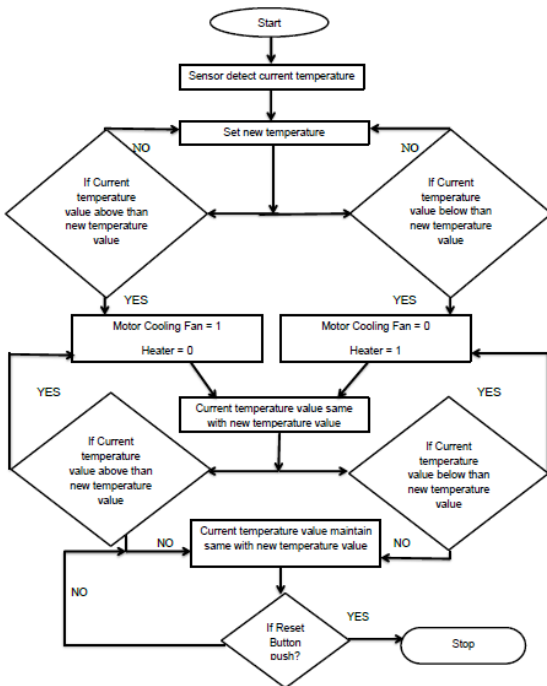 Start
Sensor detect current temperature
Set new temperature
NO
NO
If Current
temperature
value above than
new temperature
value
If Current
temperature
value below than
new temperature
value
YES
YES
Motor Cooling Fan = 1
Heater = 0
Motor Cooling Fan = 0
Heater = 1
YES
YES
Current temperature value same
with new temperature value
If Current
temperature
value above than
new temperature
value
If Current
temperature
value below than
new temperature
value
Current temperature value maintain
same with new temperature value
NO
NO
NO
If Reset
Button
push?
YES
Stop